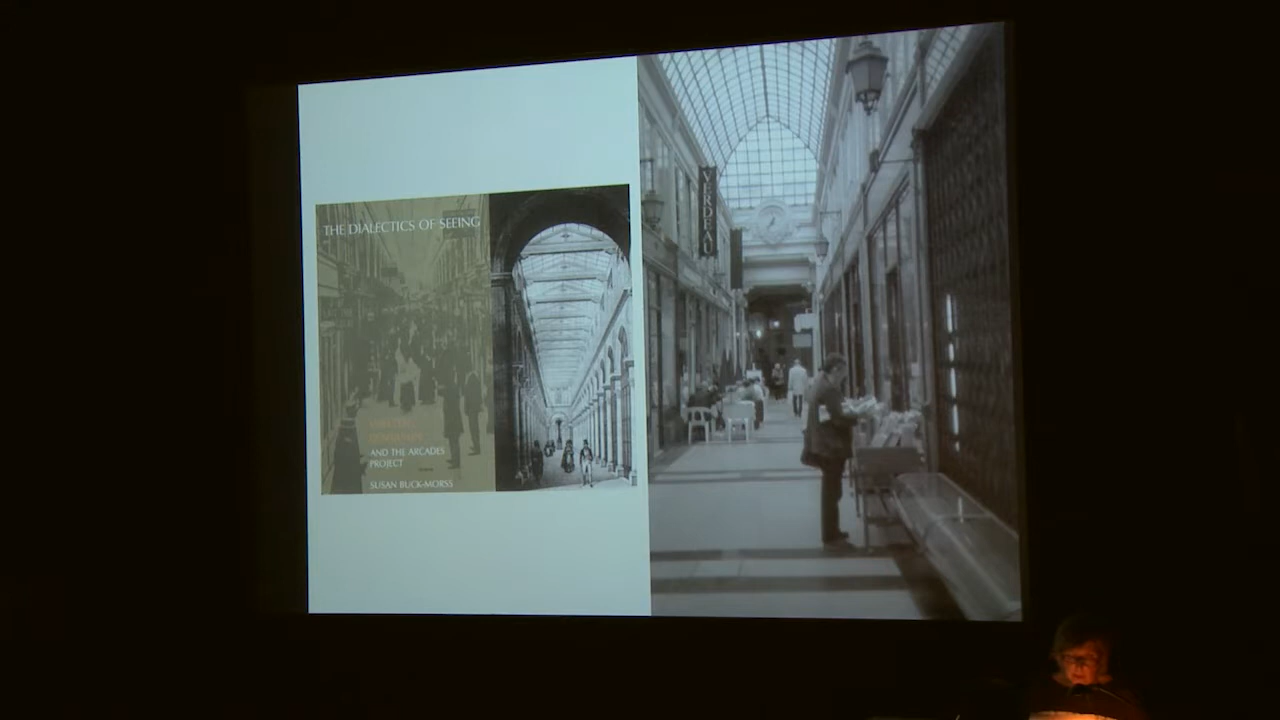 THE DIALECTICS OF SEEING
AND THE ARCADES
PROJECT
SUSAN BUCK-MORSS
VERDEAU